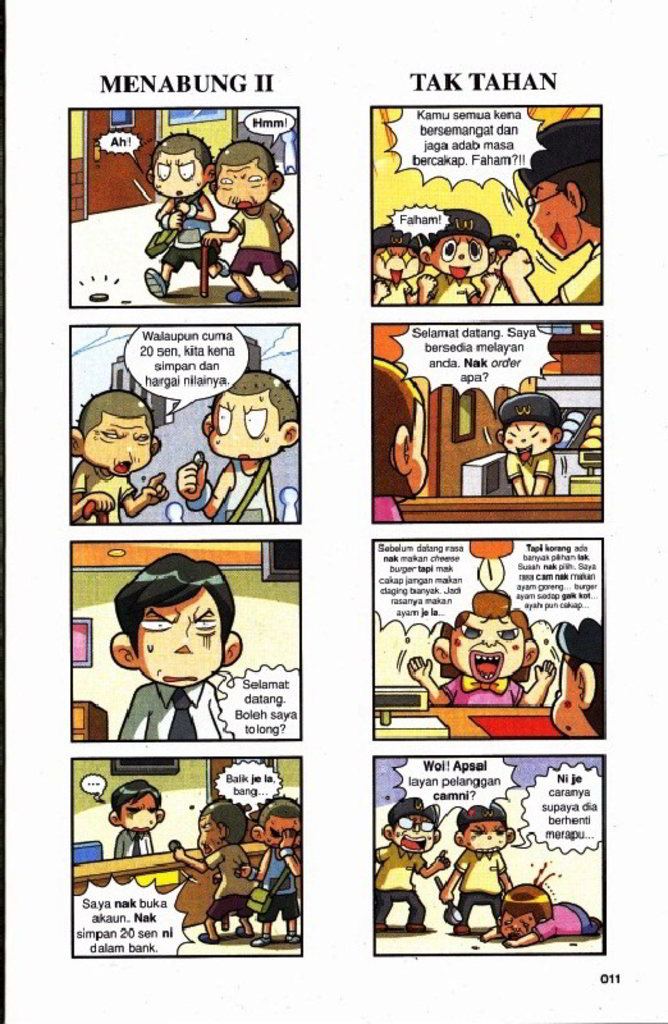 MENABUNG II
Ah!
Hmm!
Walaupun cuma
20 sen, kita kena
simpan dan
hargai nilainya.
Selamat
datang.
Boleh saya
tolong?
...
Balik je la,
bang...
Saya nak buka
akaun. Nak
simpan 20 sen ni
dalam bank.
TAK TAHAN
Kamu semua kena
bersemangat dan
jaga adab masa
bercakap. Faham?!!
Faham!
Selamat datang. Saya
bersedia melayan
anda. Nak order
apa?
Sebelum datang rasa
nak makan cheese
burger tapi mak
cakap jangan makan
daging banyak. Jadi
rasanya makan
ayam je la...
Tapi korang ada
banyak pilihan lak.
Susah nak pilih. Saya
rasa cam nak makan
ayam goreng... burger
ayam sedap gak kot...
ayah pun cakap...
Woi! Apsal
layan pelanggan
camni?
Ni je
caranya
supaya dia
berhenti
merapu...
011